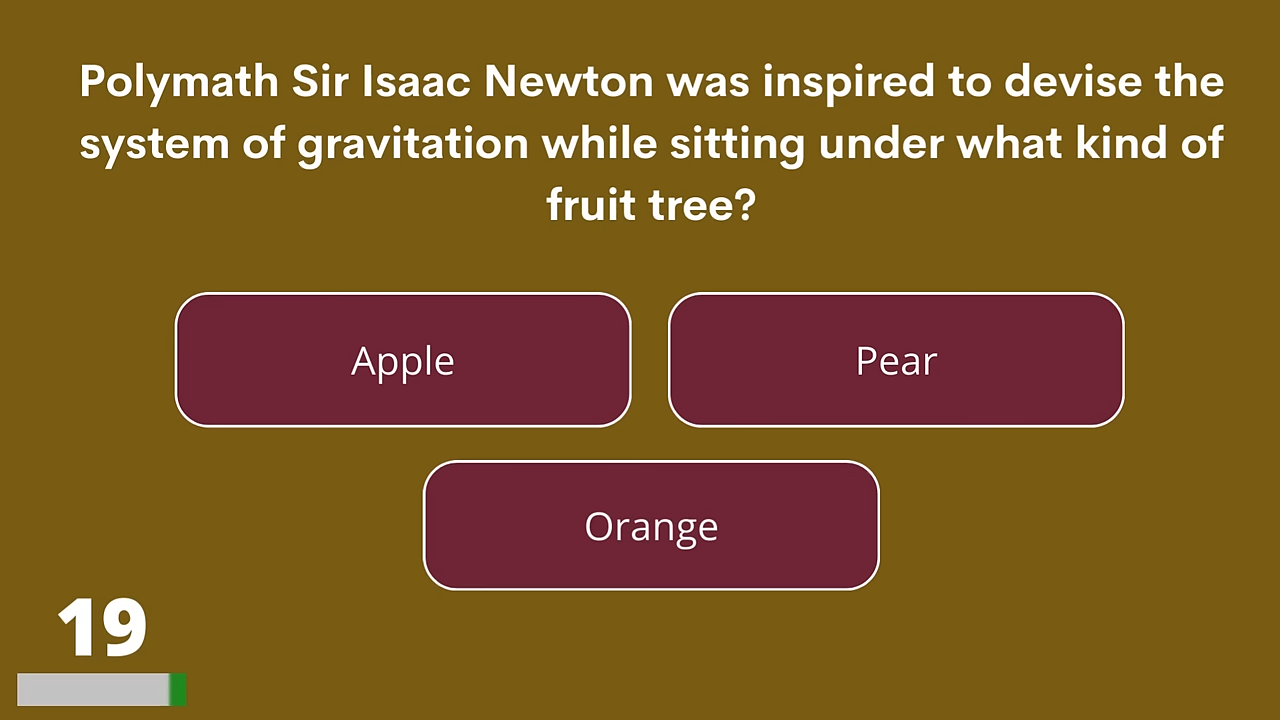 Polymath Sir Isaac Newton was inspired to devise the
system of gravitation while sitting under what kind of
fruit tree?
Apple
Pear
Orange
19